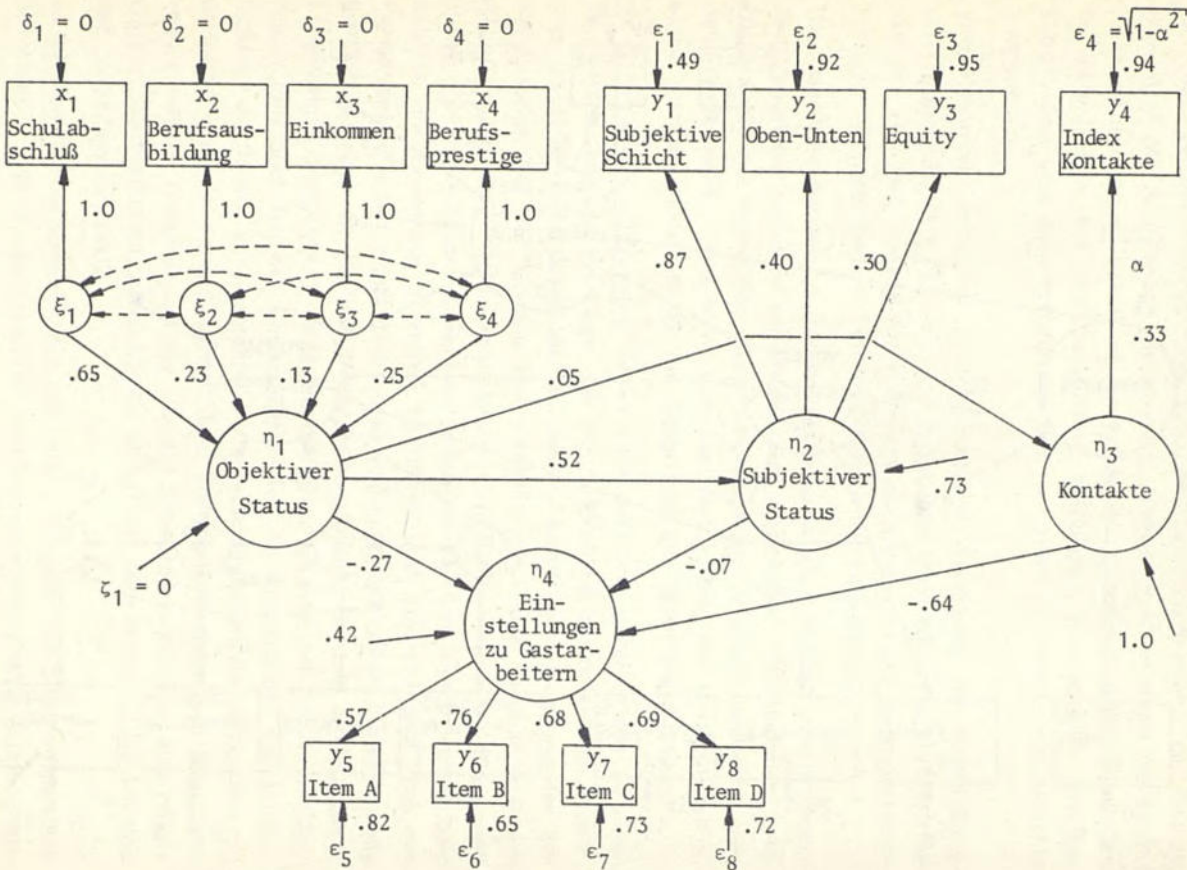 δ₁ = 0
δ₂ = 0
δ₃ = 0
δ₄ = 0
ε₁
ε₂
ε₃
ε₄ = √1-α²
.49
.92
.95
.94
x₁
Schulab-
schluß
x₂
Berufsaus-
bildung
x₃
Einkommen
x₄
Berufs-
prestige
y₁
Subjektive
Schicht
y₂
Oben-Unten
y₃
Equity
y₄
Index
Kontakte
1.0
1.0
1.0
1.0
.87
.40
.30
α
.33
ξ₁
ξ₂
ξ₃
ξ₄
.65
.23
.13
.25
.05
η₁
Objektiver
Status
.52
η₂
Subjektiver
Status
.73
η₃
Kontakte
ζ₁ = 0
-.27
-.07
-.64
1.0
η₄
Ein-
stellungen
zu Gastar-
beitern
.42
.57
.76
.68
.69
y₅
Item A
y₆
Item B
y₇
Item C
y₈
Item D
.82
.65
.73
.72
ε₅
ε₆
ε₇
ε₈